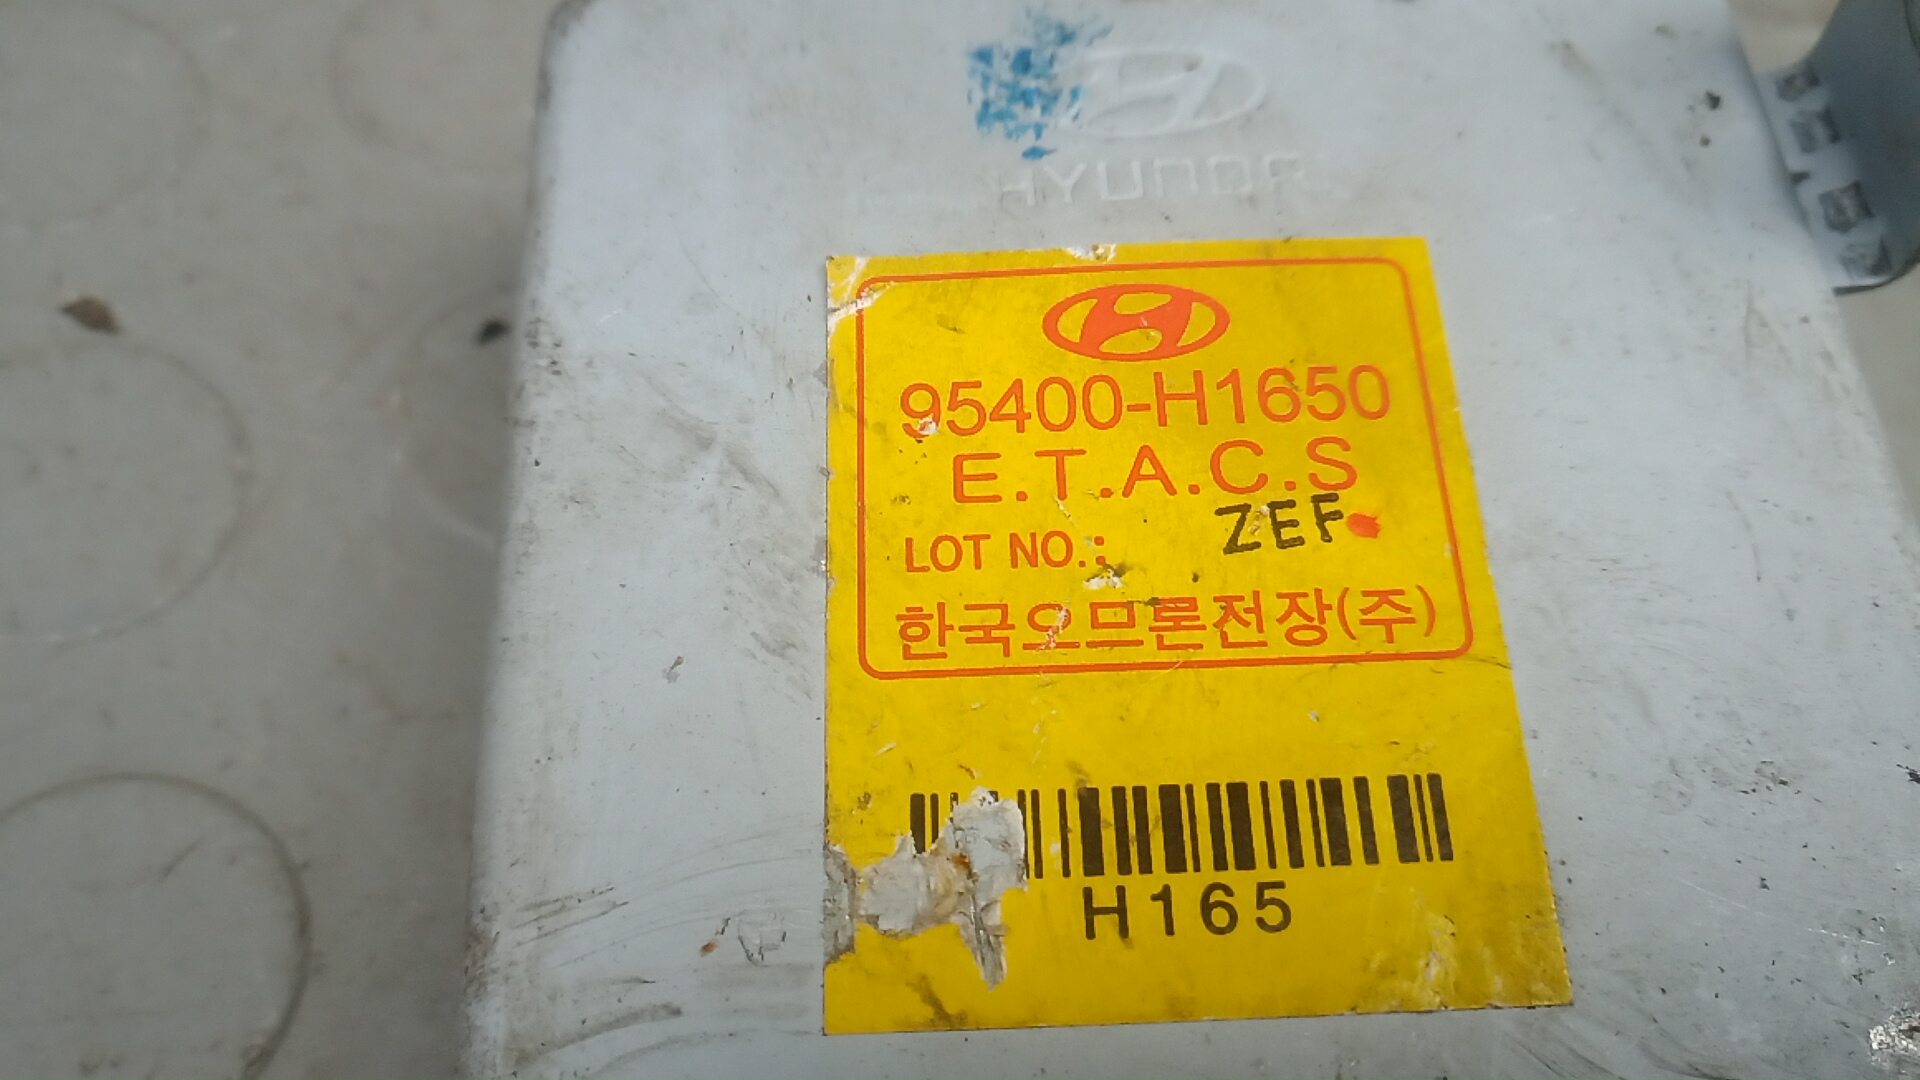 HYUNDAI
95400-H1650
E.T.A.C.S
LOT NO.: ZEF
한국오므론전장(주)
H165